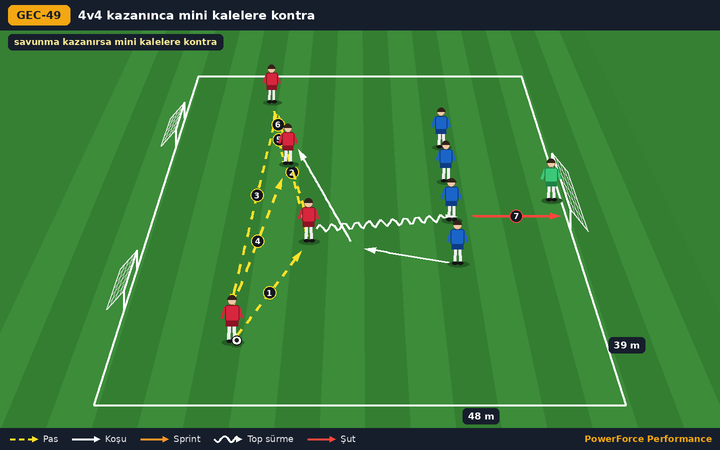 GEC-49 4v4 kazanınca mini kalelere kontra
savunma kazanırsa mini kalelere kontra
6
5
2
3
7
4
1
39 m
48 m
Pas Koşu Sprint Top sürme Şut PowerForce Performance